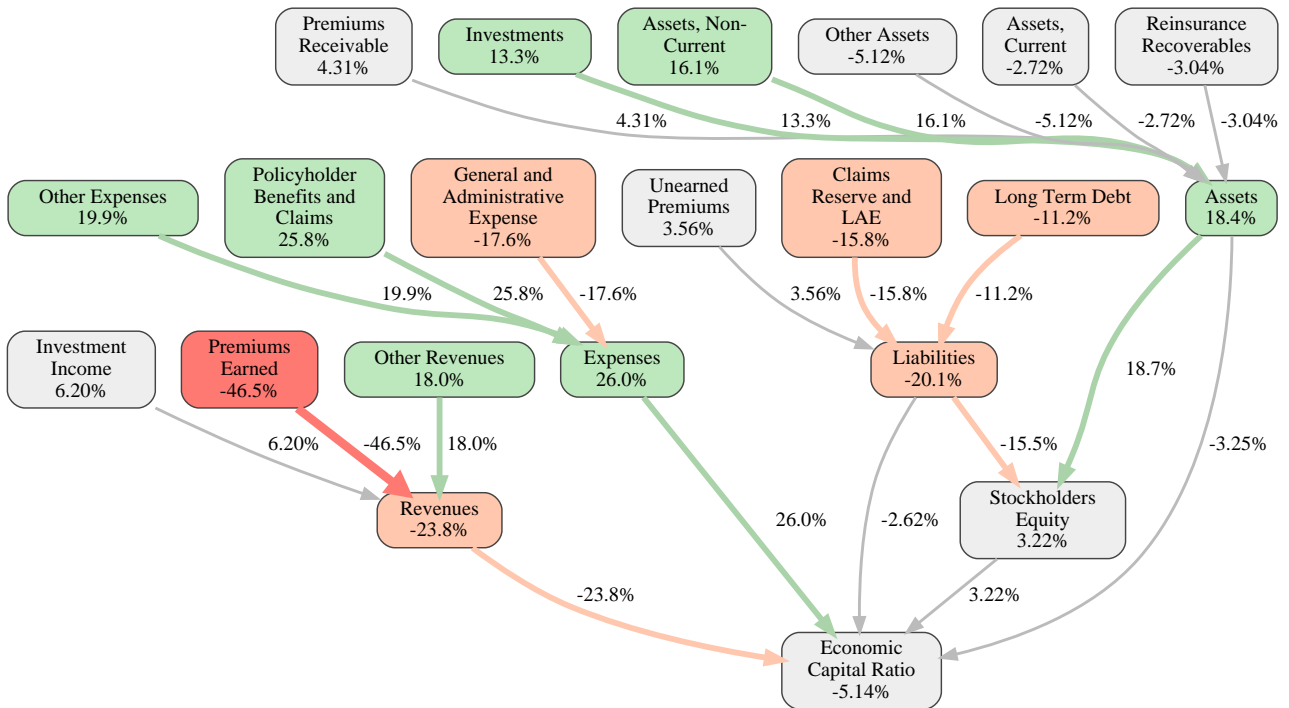 Premiums
Receivable
4.31%
Investments
13.3%
Assets, Non-
Current
16.1%
Other Assets
-5.12%
Assets,
Current
-2.72%
Reinsurance
Recoverables
-3.04%
4.31%
13.3%
16.1%
-5.12%
-2.72%
-3.04%
Other Expenses
19.9%
Policyholder
Benefits and
Claims
25.8%
General and
Administrative
Expense
-17.6%
Unearned
Premiums
3.56%
Claims
Reserve and
LAE
-15.8%
Long Term Debt
-11.2%
Assets
18.4%
19.9%
25.8%
-17.6%
3.56%
-15.8%
-11.2%
Investment
Income
6.20%
Premiums
Earned
-46.5%
Other Revenues
18.0%
Expenses
26.0%
Liabilities
-20.1%
18.7%
6.20%
-46.5%
18.0%
-15.5%
-3.25%
Revenues
-23.8%
26.0%
-2.62%
Stockholders
Equity
3.22%
-23.8%
3.22%
Economic
Capital Ratio
-5.14%